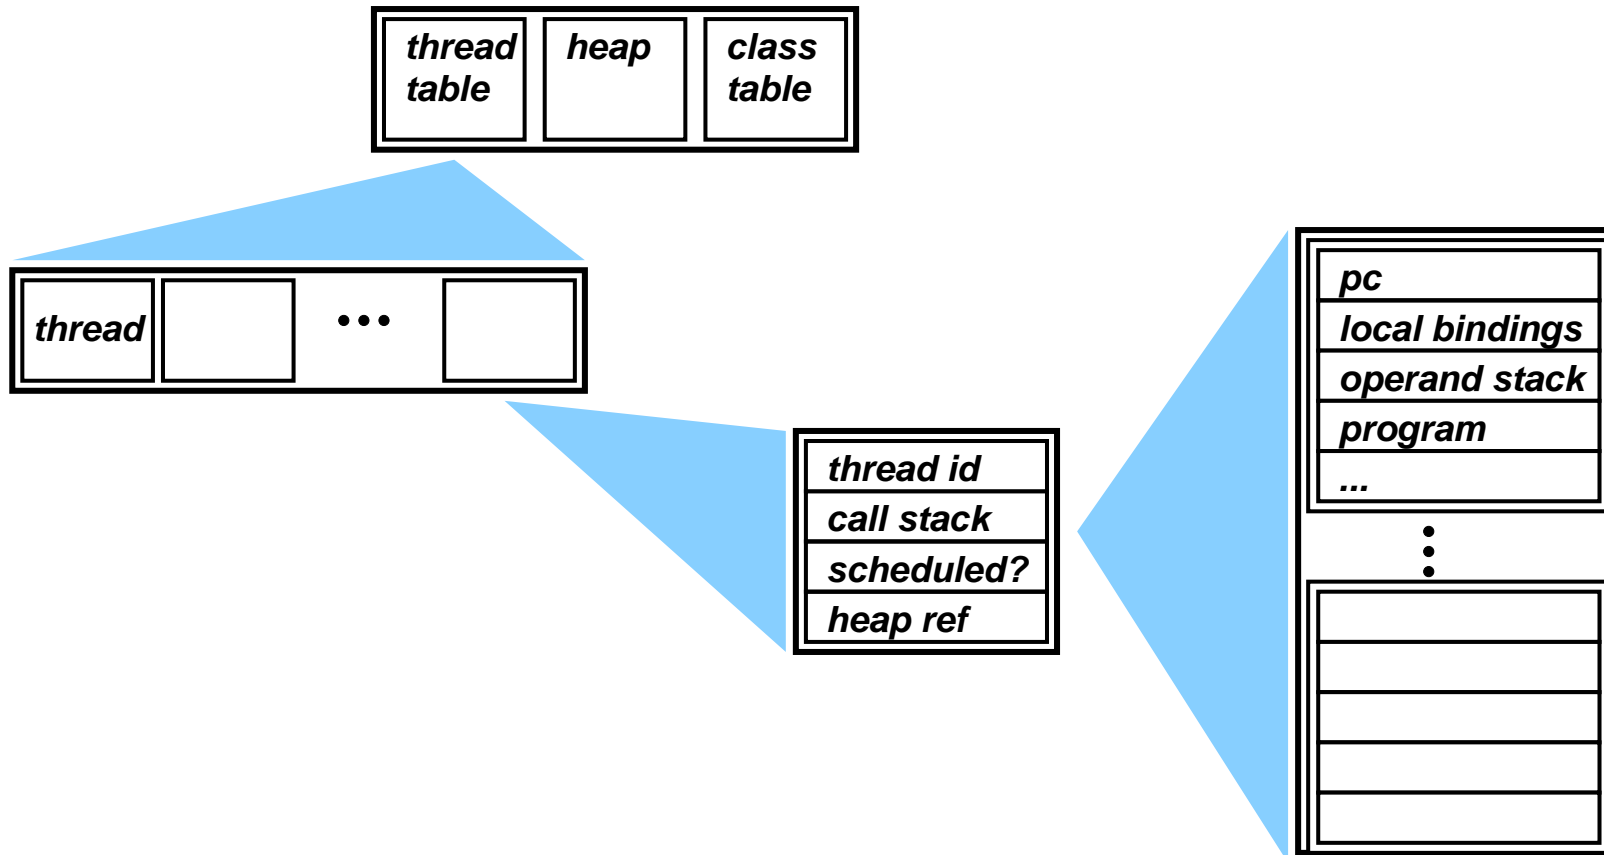 thread
table
heap
class
table
thread
...
thread id
call stack
scheduled?
heap ref
pc
local bindings
operand stack
program
...